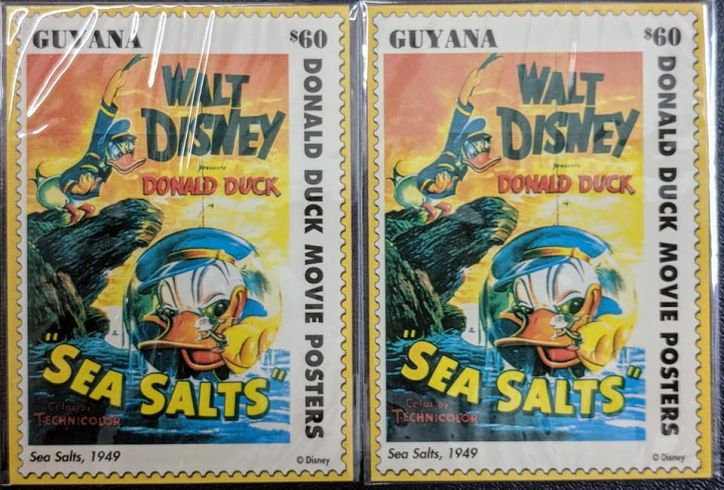 GUYANA $60
WALT
DISNEY
presents
DONALD DUCK
"SEA SALTS"
Color by
TECHNICOLOR
DONALD DUCK MOVIE POSTERS
Sea Salts, 1949
© Disney
GUYANA $60
WALT
DISNEY
presents
DONALD DUCK
"SEA SALTS"
Color by
TECHNICOLOR
DONALD DUCK MOVIE POSTERS
Sea Salts, 1949
© Disney